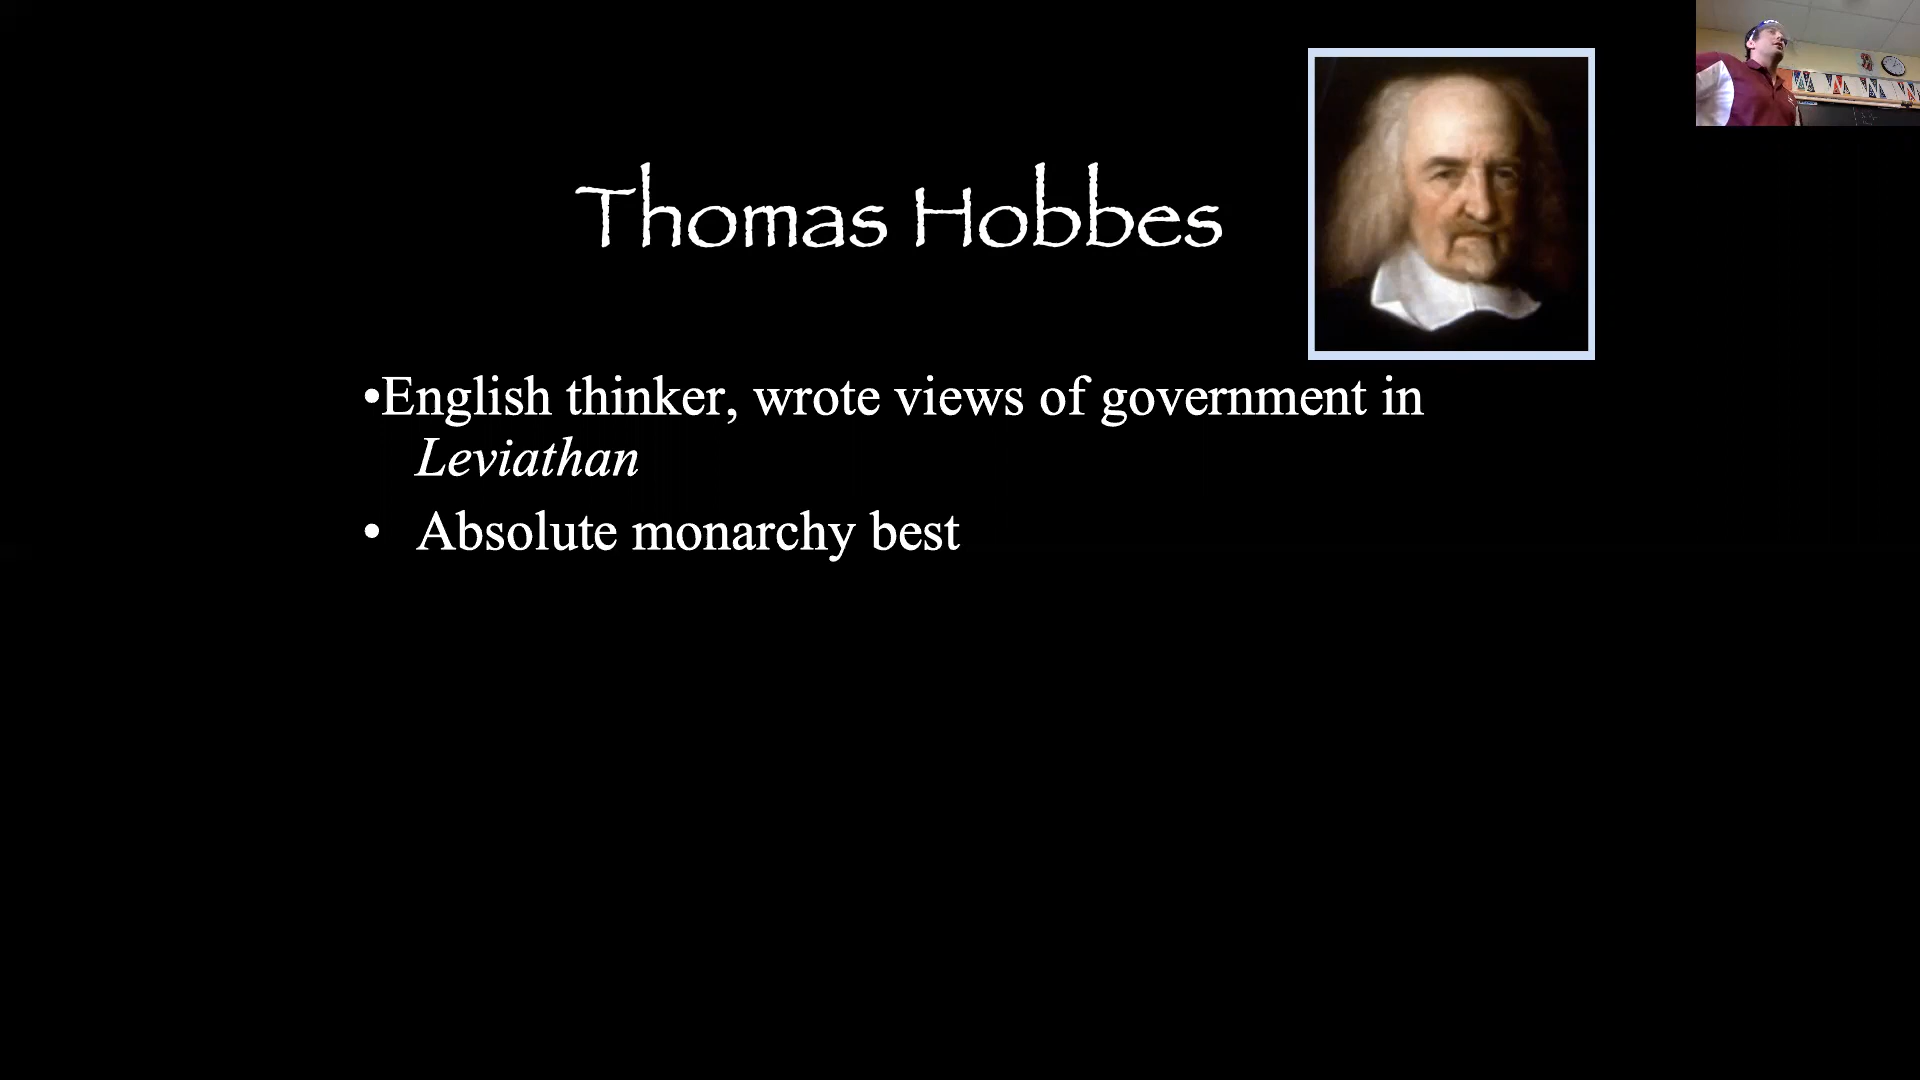 Thomas Hobbes
•English thinker, wrote views of government in
Leviathan
• Absolute monarchy best